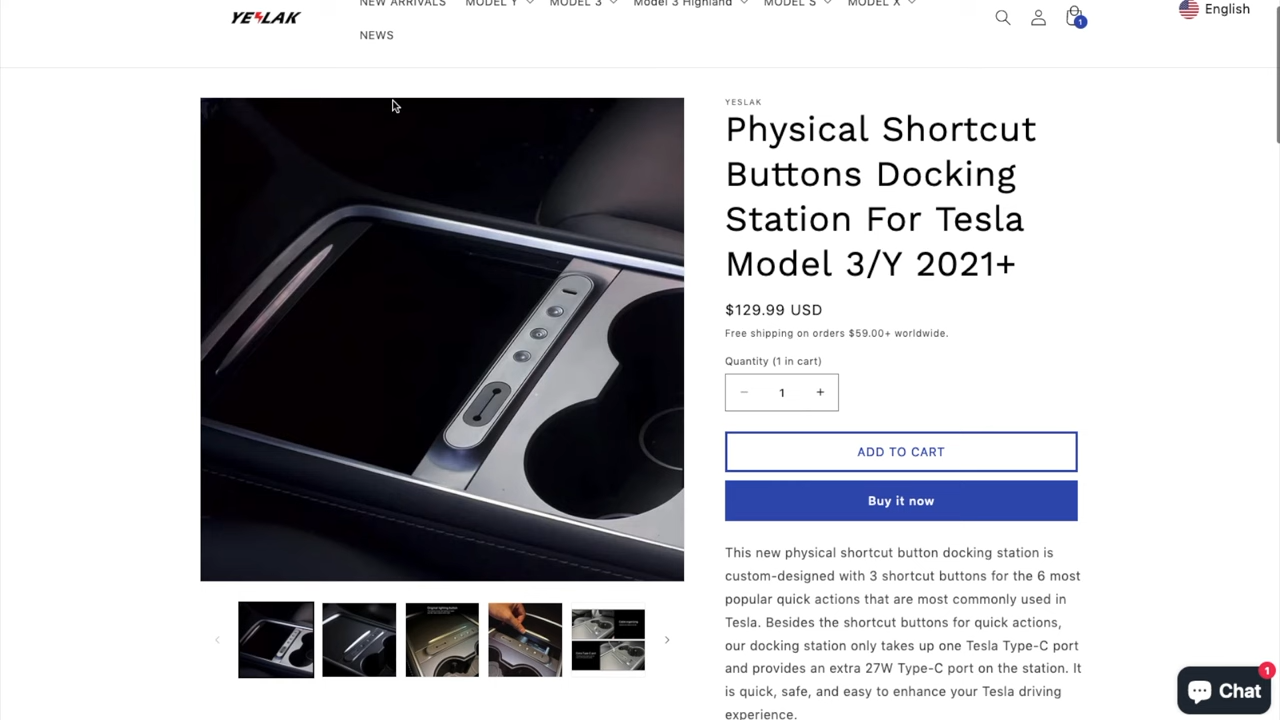 YESLAK
NEW ARRIVALS MODEL Y MODEL 3 Model 3 Highland MODEL S MODEL X
NEWS
1
English
YESLAK
Physical Shortcut
Buttons Docking
Station For Tesla
Model 3/Y 2021+
$129.99 USD
Free shipping on orders $59.00+ worldwide.
Quantity (1 in cart)
− 1 +
ADD TO CART
Buy it now
This new physical shortcut button docking station is
custom-designed with 3 shortcut buttons for the 6 most
popular quick actions that are most commonly used in
Tesla. Besides the shortcut buttons for quick actions,
our docking station only takes up one Tesla Type-C port
and provides an extra 27W Type-C port on the station. It
is quick, safe, and easy to enhance your Tesla driving
experience.
Chat
1